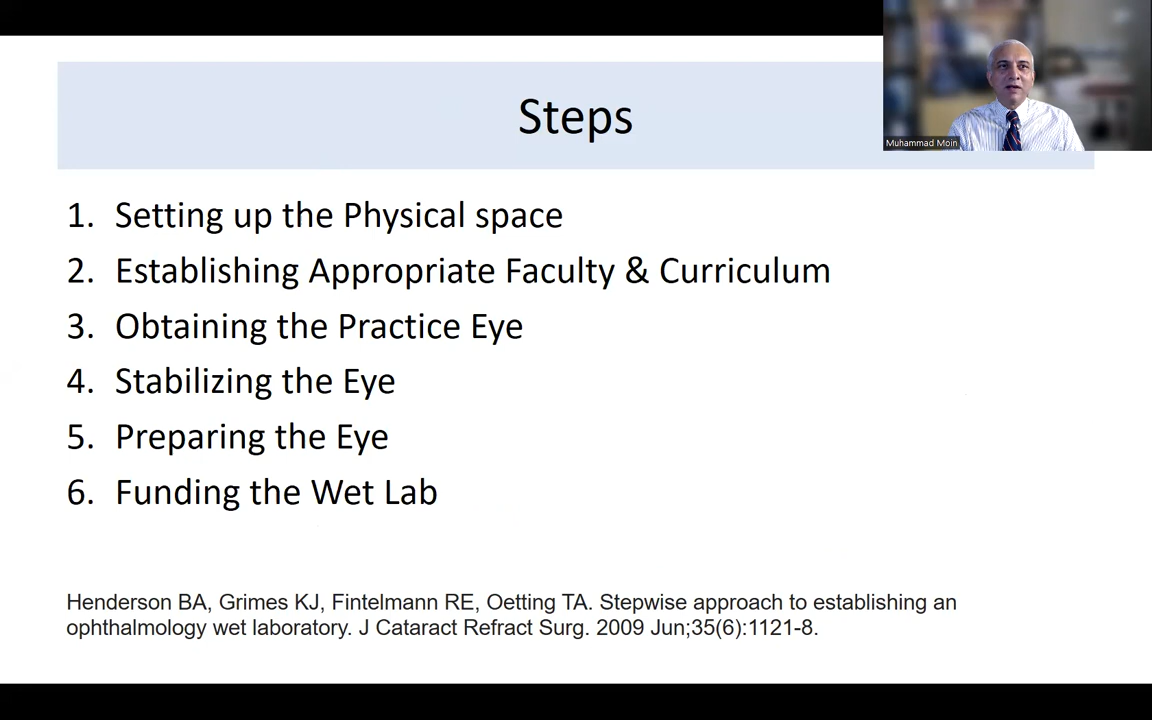 Steps
Muhammad Moin
1. Setting up the Physical space
2. Establishing Appropriate Faculty & Curriculum
3. Obtaining the Practice Eye
4. Stabilizing the Eye
5. Preparing the Eye
6. Funding the Wet Lab
Henderson BA, Grimes KJ, Fintelmann RE, Oetting TA. Stepwise approach to establishing an
ophthalmology wet laboratory. J Cataract Refract Surg. 2009 Jun;35(6):1121-8.